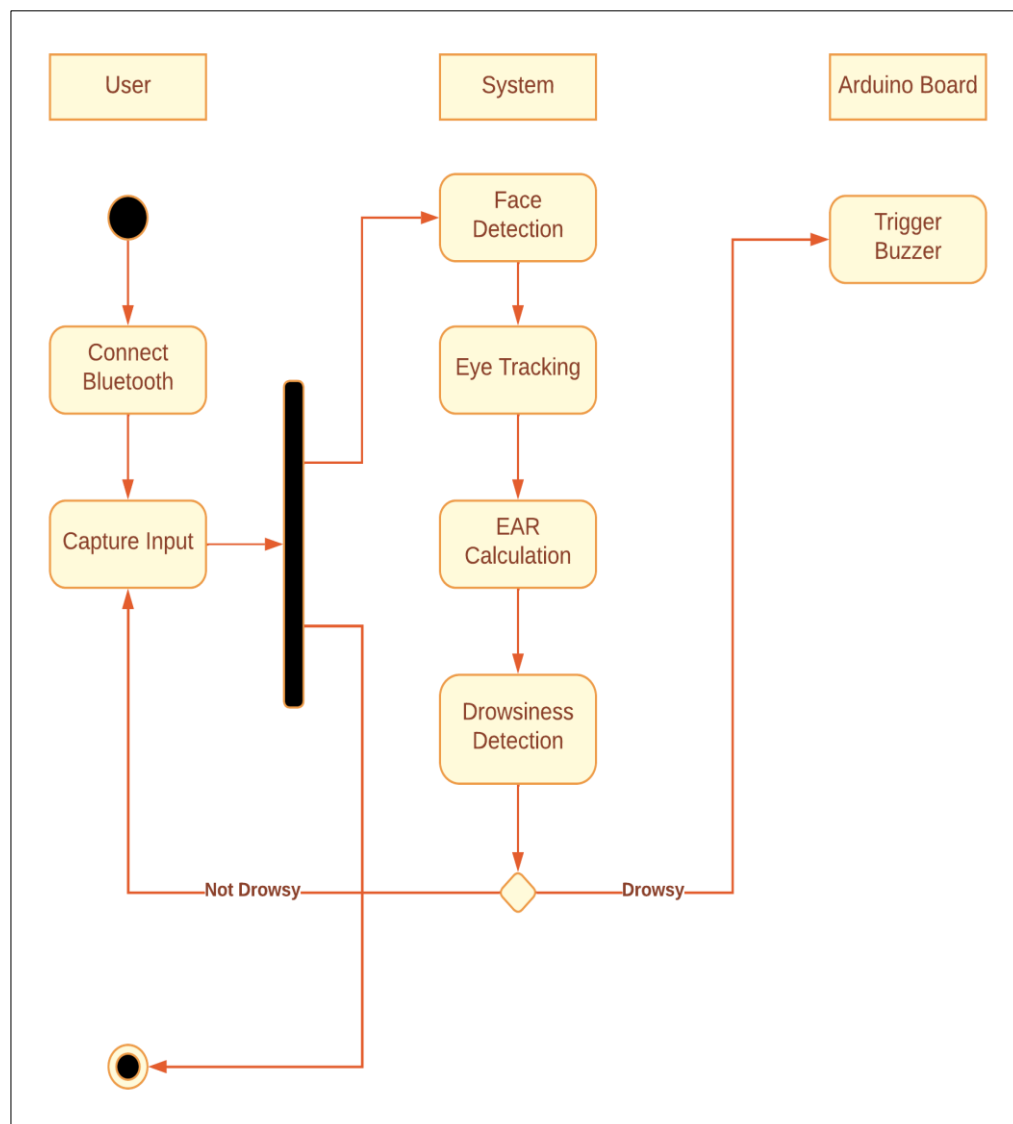 User
System
Arduino Board
Face
Detection
Trigger
Buzzer
Connect
Bluetooth
Eye Tracking
Capture Input
EAR
Calculation
Drowsiness
Detection
Not Drowsy
Drowsy